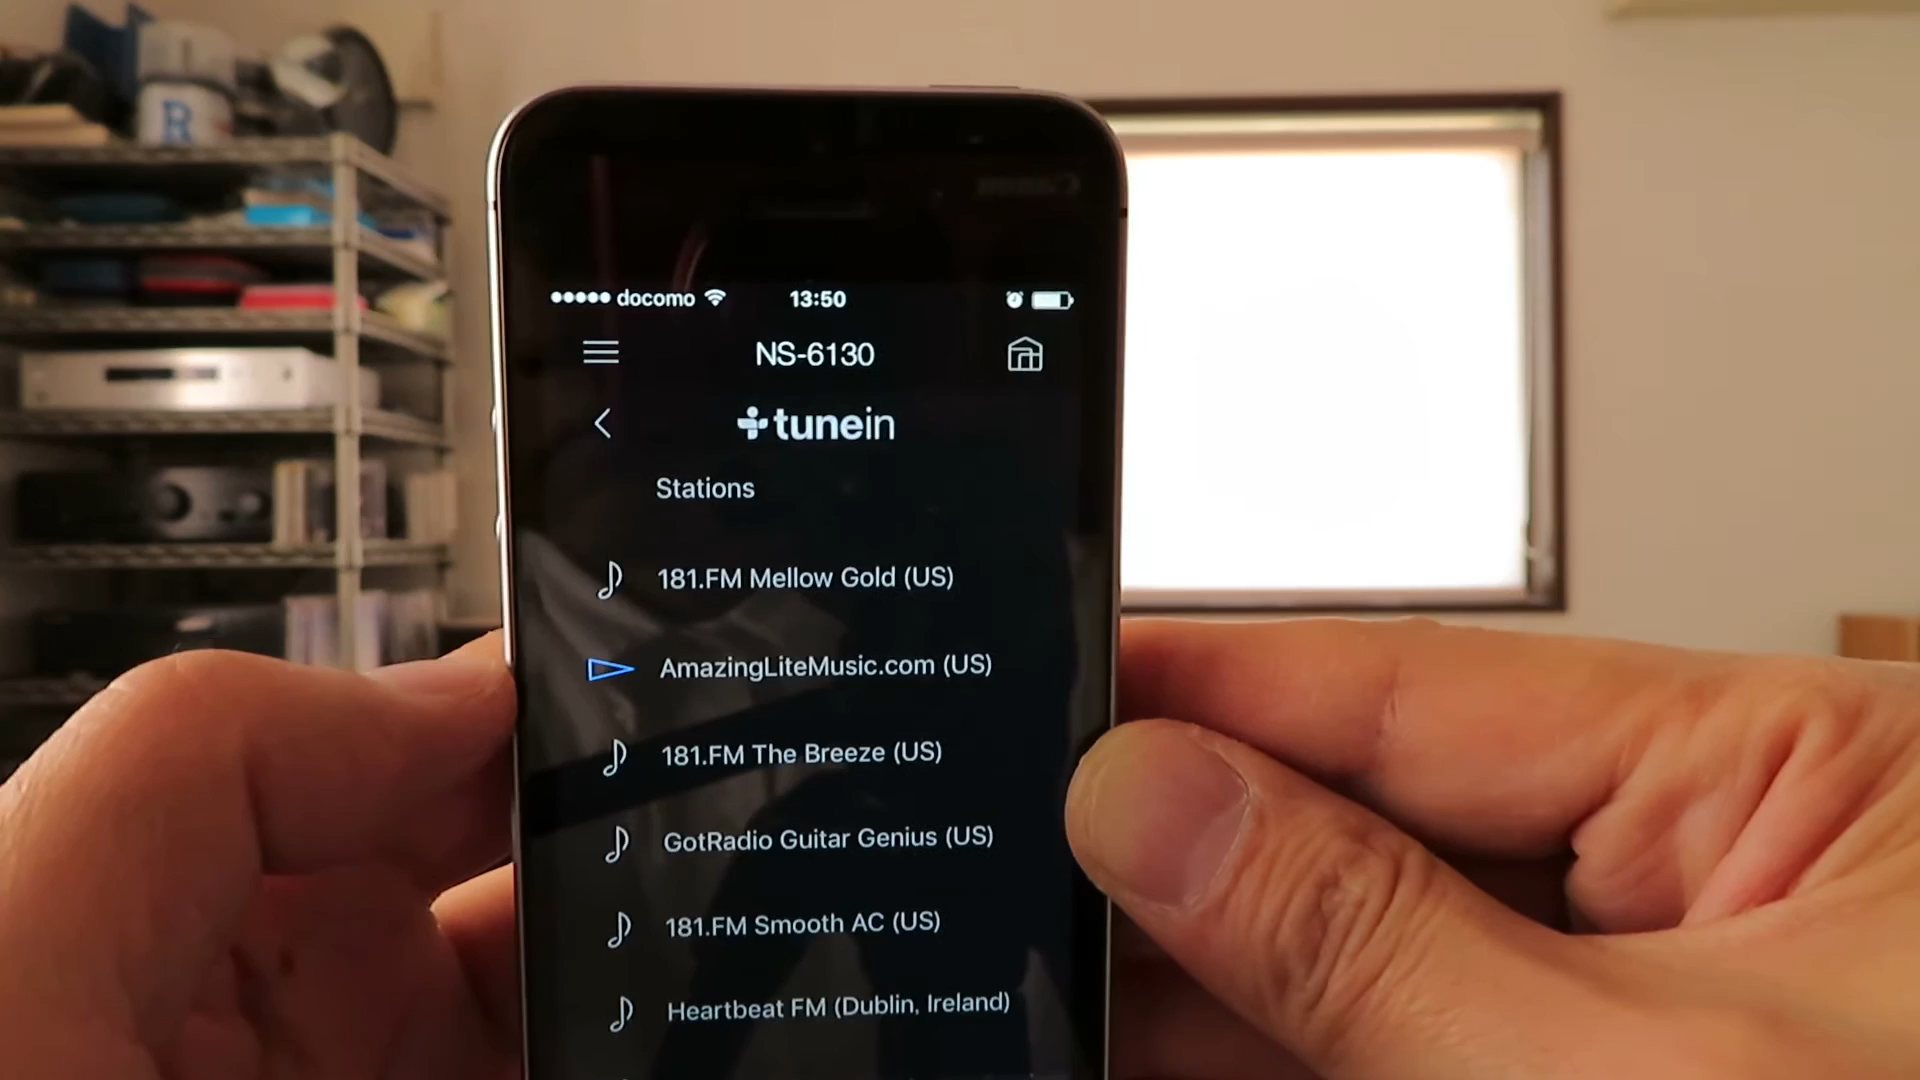 R
Canon
docomo 13:50
NS-6130
tunein
Stations
181.FM Mellow Gold (US)
AmazingLiteMusic.com (US)
181.FM The Breeze (US)
GotRadio Guitar Genius (US)
181.FM Smooth AC (US)
Heartbeat FM (Dublin, Ireland)